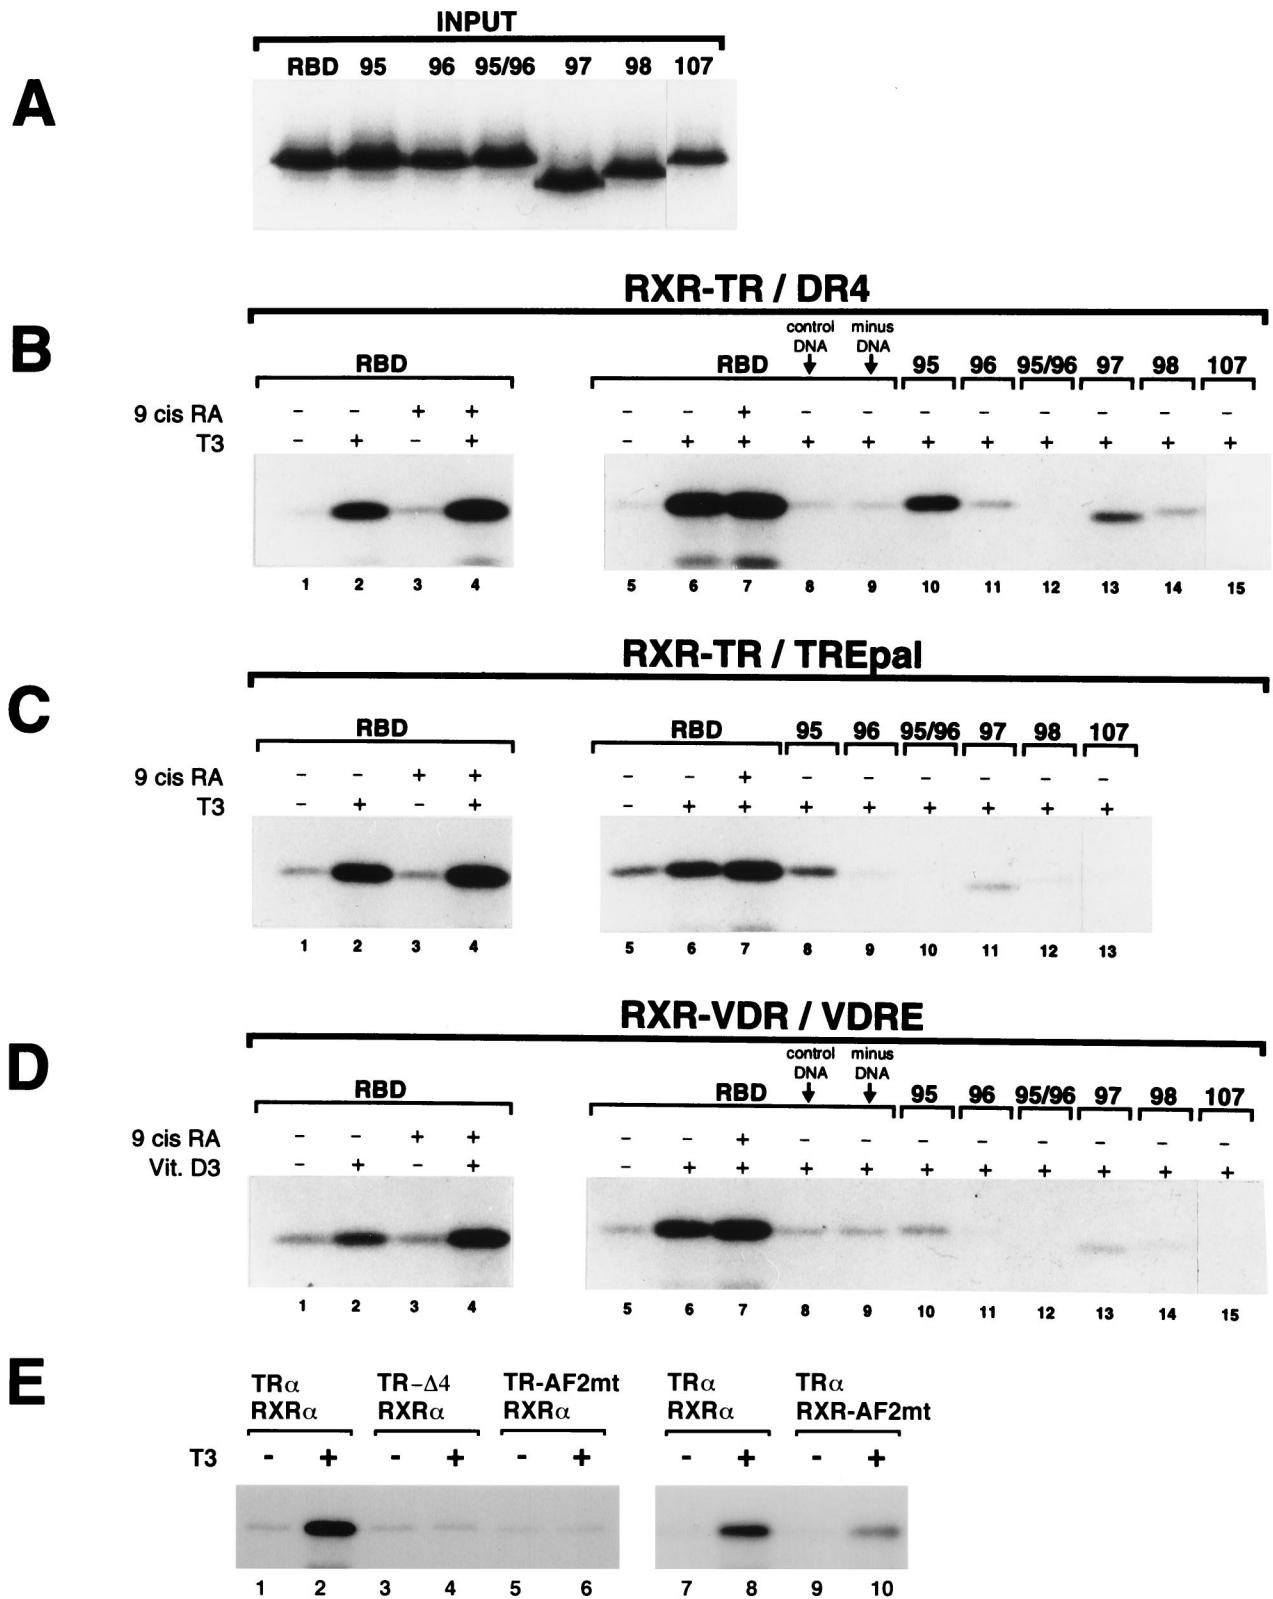 A
INPUT
RBD 95 96 95/96 97 98 107
B
RXR-TR / DR4
control DNA minus DNA
RBD RBD 95 96 95/96 97 98 107
9 cis RA - - + + - - + - - - - - - - -
T3 - + - + - + + + + + + + + + +
1 2 3 4 5 6 7 8 9 10 11 12 13 14 15
C
RXR-TR / TREpal
RBD RBD 95 96 95/96 97 98 107
9 cis RA - - + + - - + - - - - - -
T3 - + - + - + + + + + + + +
1 2 3 4 5 6 7 8 9 10 11 12 13
D
RXR-VDR / VDRE
control DNA minus DNA
RBD RBD 95 96 95/96 97 98 107
9 cis RA - - + + - - + - - - - - - - -
Vit. D3 - + - + - + + + + + + + + + +
1 2 3 4 5 6 7 8 9 10 11 12 13 14 15
E
TRα TR-Δ4 TR-AF2mt TRα TRα
RXRα RXRα RXRα RXRα RXR-AF2mt
T3 - + - + - + - + - +
1 2 3 4 5 6 7 8 9 10